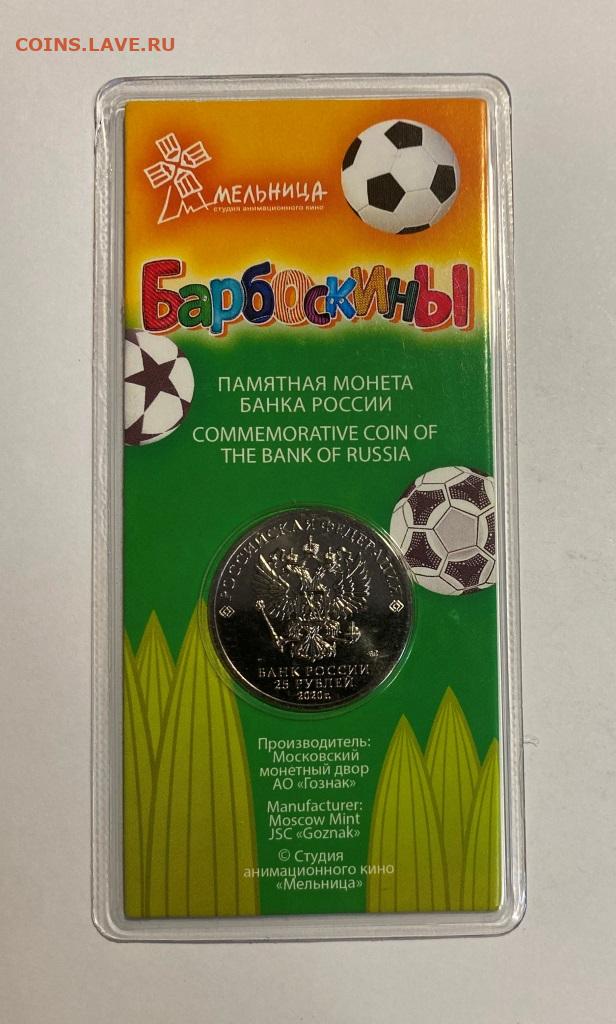 COINS.LAVE.RU
МЕЛЬНИЦА
студия анимационного кино
Барбоскины
ПАМЯТНАЯ МОНЕТА
БАНКА РОССИИ
COMMEMORATIVE COIN OF
THE BANK OF RUSSIA
РОССИЙСКАЯ ФЕДЕРАЦИЯ
БАНК РОССИИ
25 РУБЛЕЙ
2020 г.
Производитель:
Московский
монетный двор
АО «Гознак»
Manufacturer:
Moscow Mint
JSC «Goznak»
© Студия
анимационного кино
«Мельница»